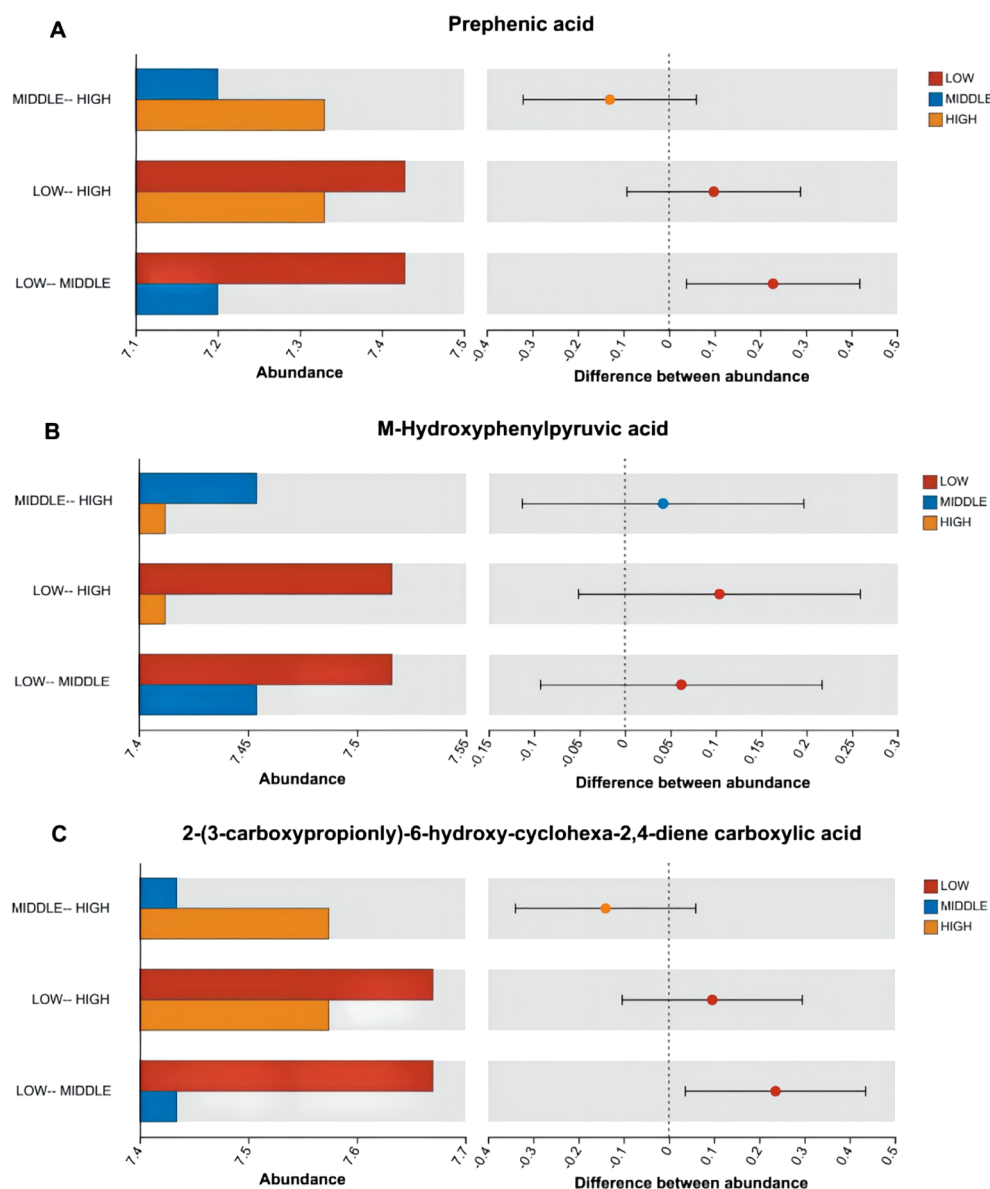 A
Prephenic acid
MIDDLE-- HIGH
LOW-- HIGH
LOW-- MIDDLE
7.1 7.2 7.3 7.4 7.5
Abundance
-0.4 -0.3 -0.2 -0.1 0 0.1 0.2 0.3 0.4 0.5
Difference between abundance
LOW
MIDDLE
HIGH
B
M-Hydroxyphenylpyruvic acid
MIDDLE-- HIGH
LOW-- HIGH
LOW-- MIDDLE
7.4 7.45 7.5 7.55
Abundance
-0.15 -0.1 -0.05 0 0.05 0.1 0.15 0.2 0.25 0.3
Difference between abundance
LOW
MIDDLE
HIGH
C
2-(3-carboxypropionly)-6-hydroxy-cyclohexa-2,4-diene carboxylic acid
MIDDLE-- HIGH
LOW-- HIGH
LOW-- MIDDLE
7.4 7.5 7.6 7.7
Abundance
-0.4 -0.3 -0.2 -0.1 0 0.1 0.2 0.3 0.4 0.5
Difference between abundance
LOW
MIDDLE
HIGH